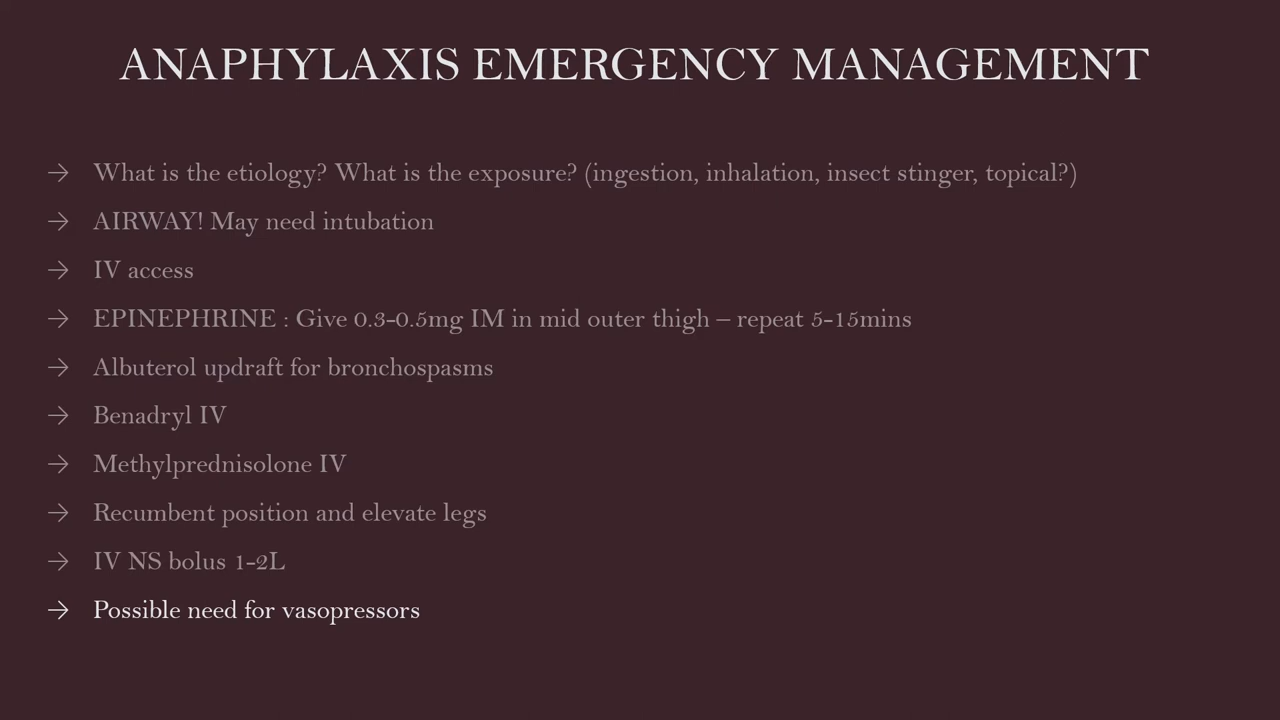 ANAPHYLAXIS EMERGENCY MANAGEMENT
→ What is the etiology? What is the exposure? (ingestion, inhalation, insect stinger, topical?)
→ AIRWAY! May need intubation
→ IV access
→ EPINEPHRINE : Give 0.3-0.5mg IM in mid outer thigh – repeat 5-15mins
→ Albuterol updraft for bronchospasms
→ Benadryl IV
→ Methylprednisolone IV
→ Recumbent position and elevate legs
→ IV NS bolus 1-2L
→ Possible need for vasopressors